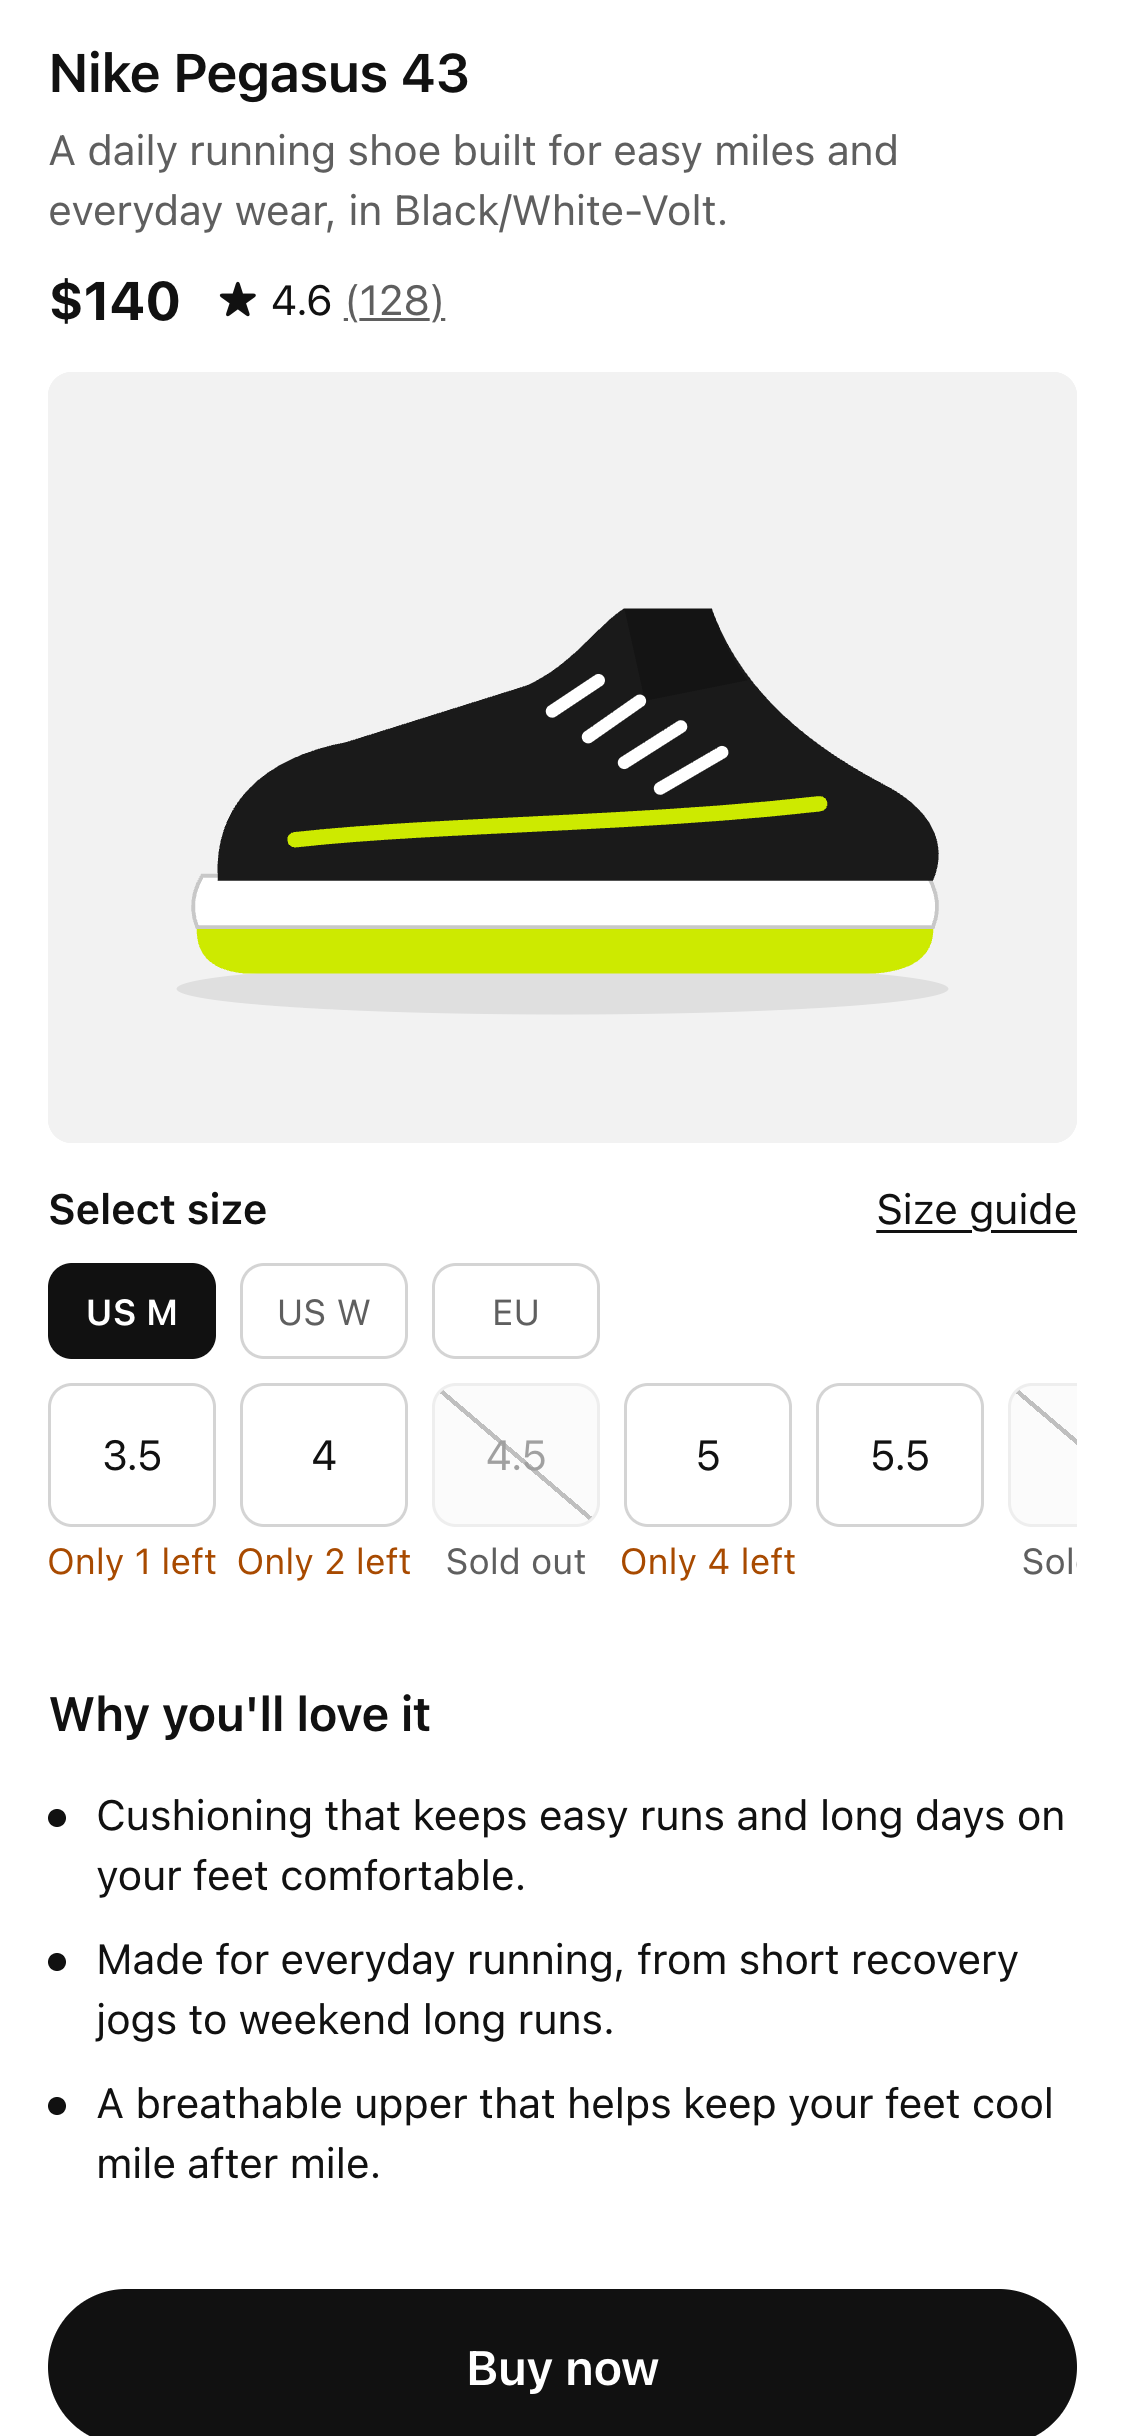 Nike Pegasus 43
A daily running shoe built for easy miles and
everyday wear, in Black/White-Volt.
$140 ★ 4.6 (128)
Select size Size guide
US M US W EU
3.5 4 4.5 5 5.5
Only 1 left Only 2 left Sold out Only 4 left
Why you'll love it
• Cushioning that keeps easy runs and long days on
your feet comfortable.
• Made for everyday running, from short recovery
jogs to weekend long runs.
• A breathable upper that helps keep your feet cool
mile after mile.
Buy now